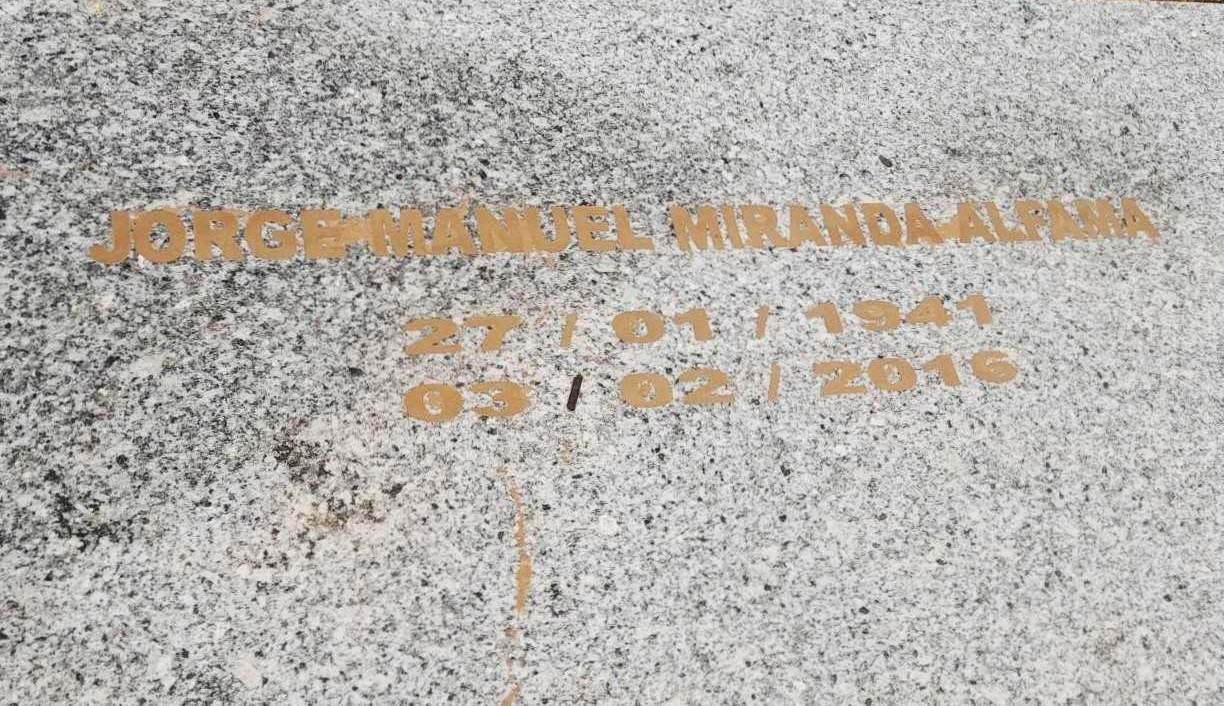 JORGE MANUEL MIRANDA ALFAMA
27 / 01 / 1941
03 / 02 / 2016